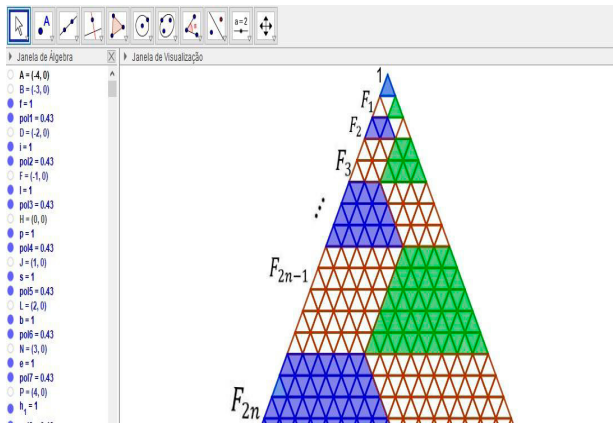 A
a = 2
Janela de Álgebra
Janela de Visualização
A = (-4, 0)
B = (-3, 0)
f = 1
pol1 = 0.43
D = (-2, 0)
i = 1
pol2 = 0.43
F = (-1, 0)
l = 1
pol3 = 0.43
H = (0, 0)
p = 1
pol4 = 0.43
J = (1, 0)
s = 1
pol5 = 0.43
L = (2, 0)
b = 1
pol6 = 0.43
N = (3, 0)
e = 1
pol7 = 0.43
P = (4, 0)
h₁ = 1
1
F₁
F₂
F₃
⋰
F₂ₙ₋₁
F₂ₙ